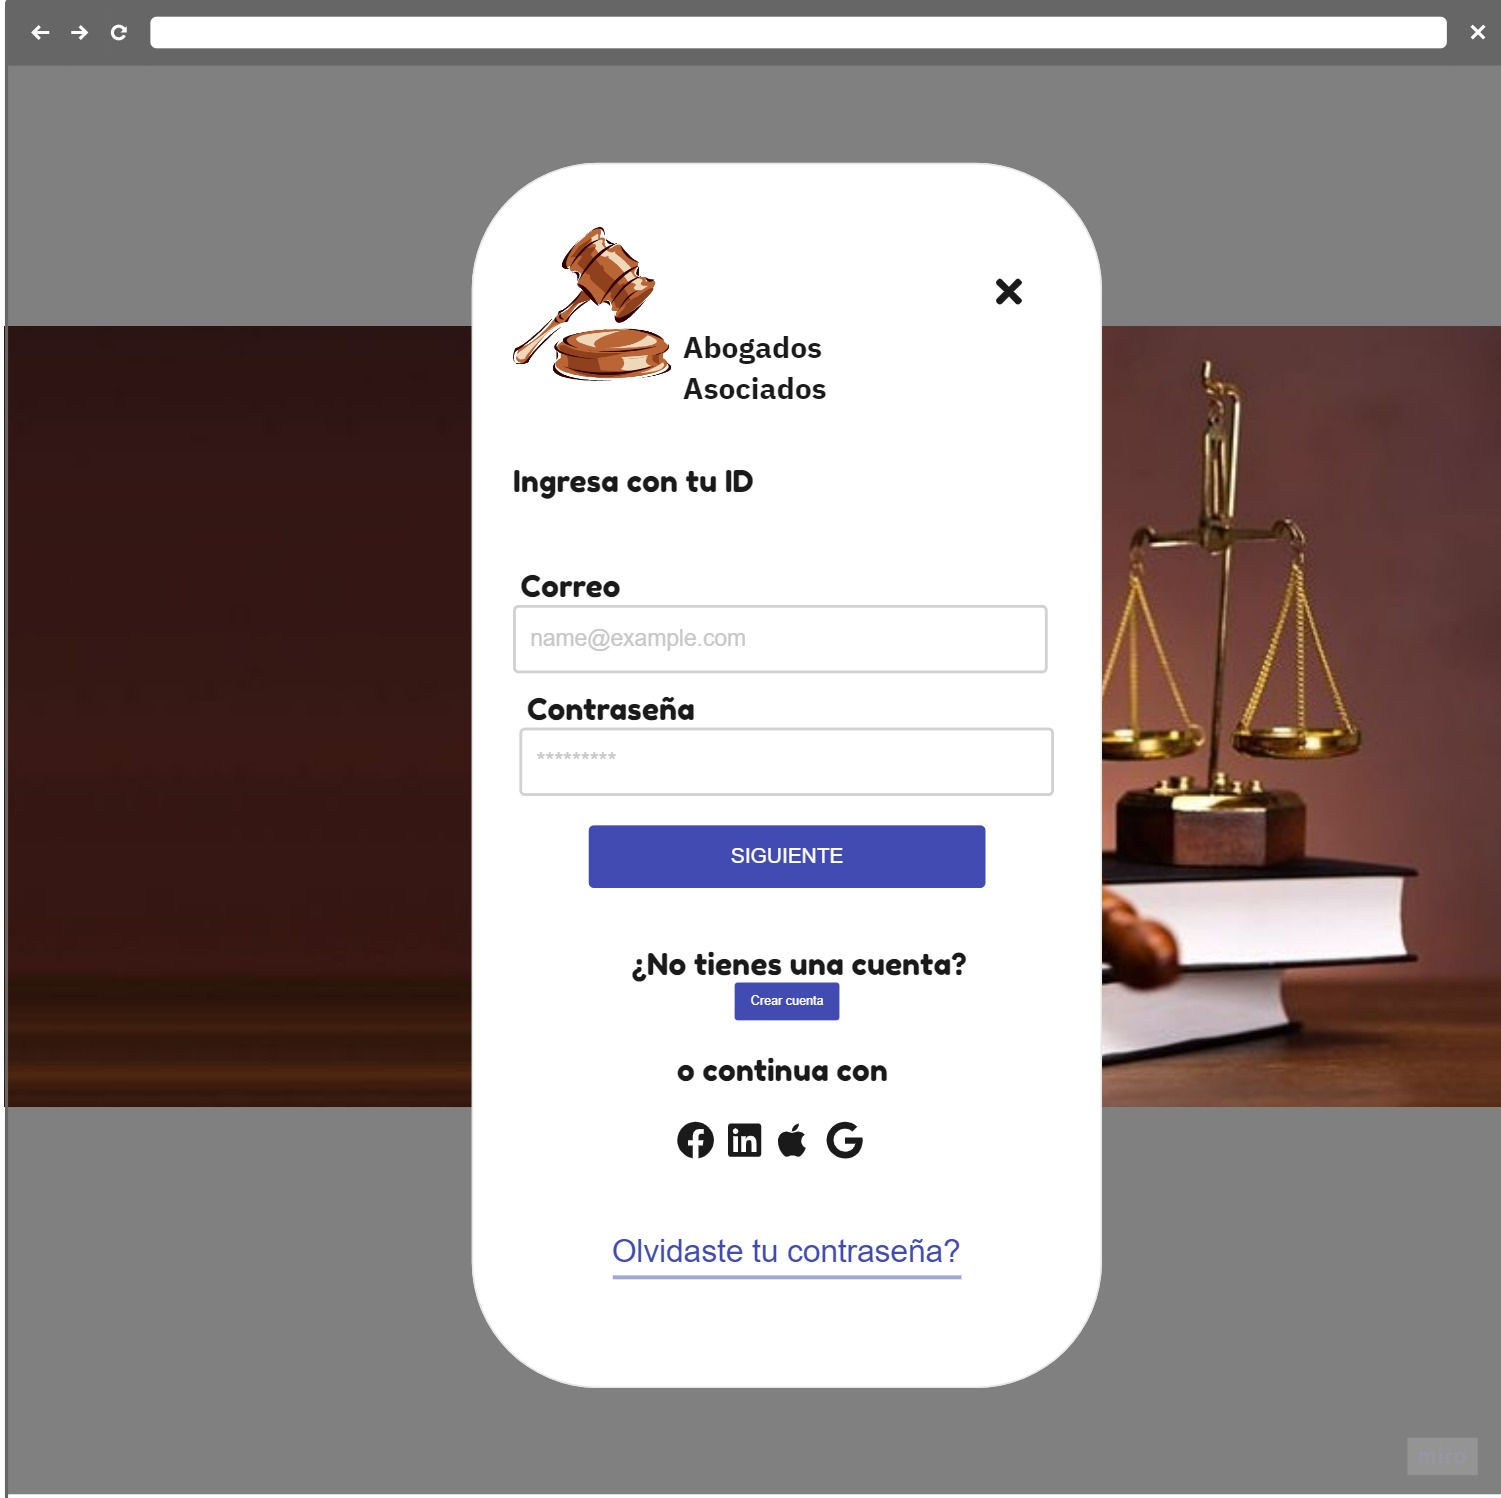 Abogados
Asociados
Ingresa con tu ID
Correo
name@example.com
Contraseña
*********
SIGUIENTE
¿No tienes una cuenta?
Crear cuenta
o continua con
Olvidaste tu contraseña?
miro